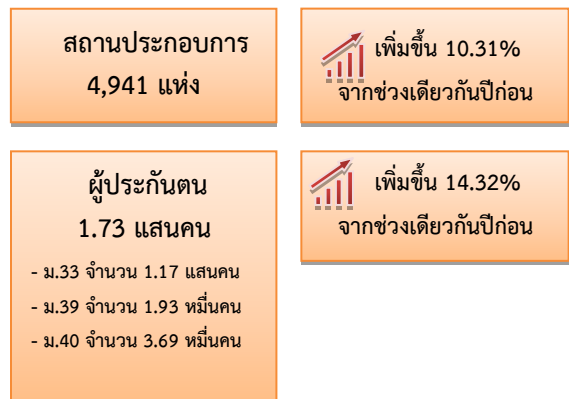 สถานประกอบการ
4,941 แห่ง
เพิ่มขึ้น 10.31%
จากช่วงเดียวกันปีก่อน
ผู้ประกันตน
1.73 แสนคน
- ม.33 จำนวน 1.17 แสนคน
- ม.39 จำนวน 1.93 หมื่นคน
- ม.40 จำนวน 3.69 หมื่นคน
เพิ่มขึ้น 14.32%
จากช่วงเดียวกันปีก่อน